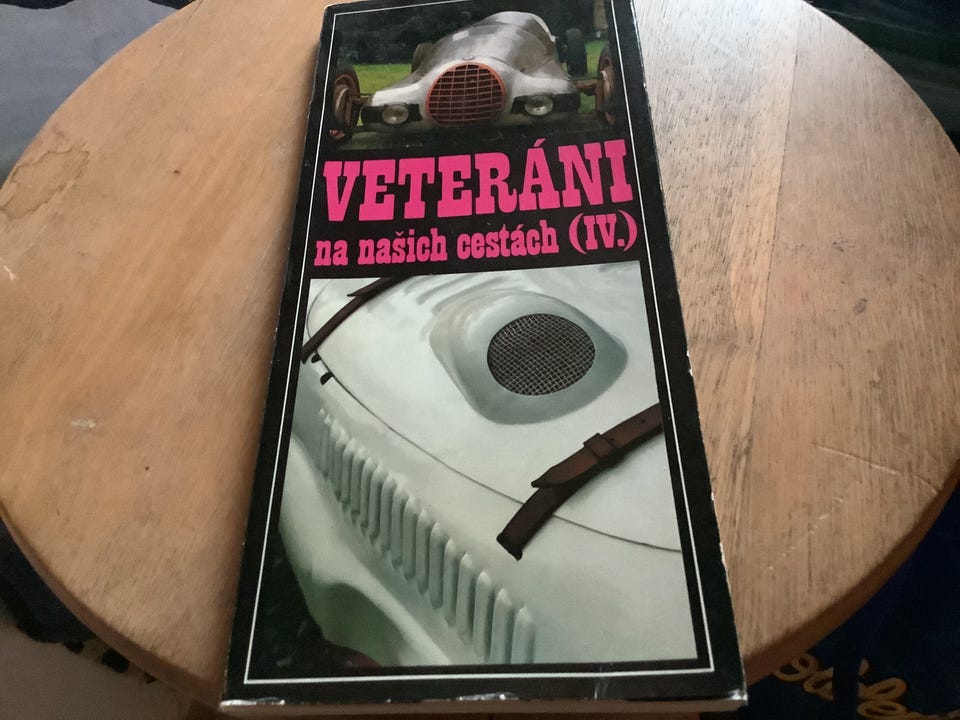 VETERÁNI
na našich cestách (IV.)